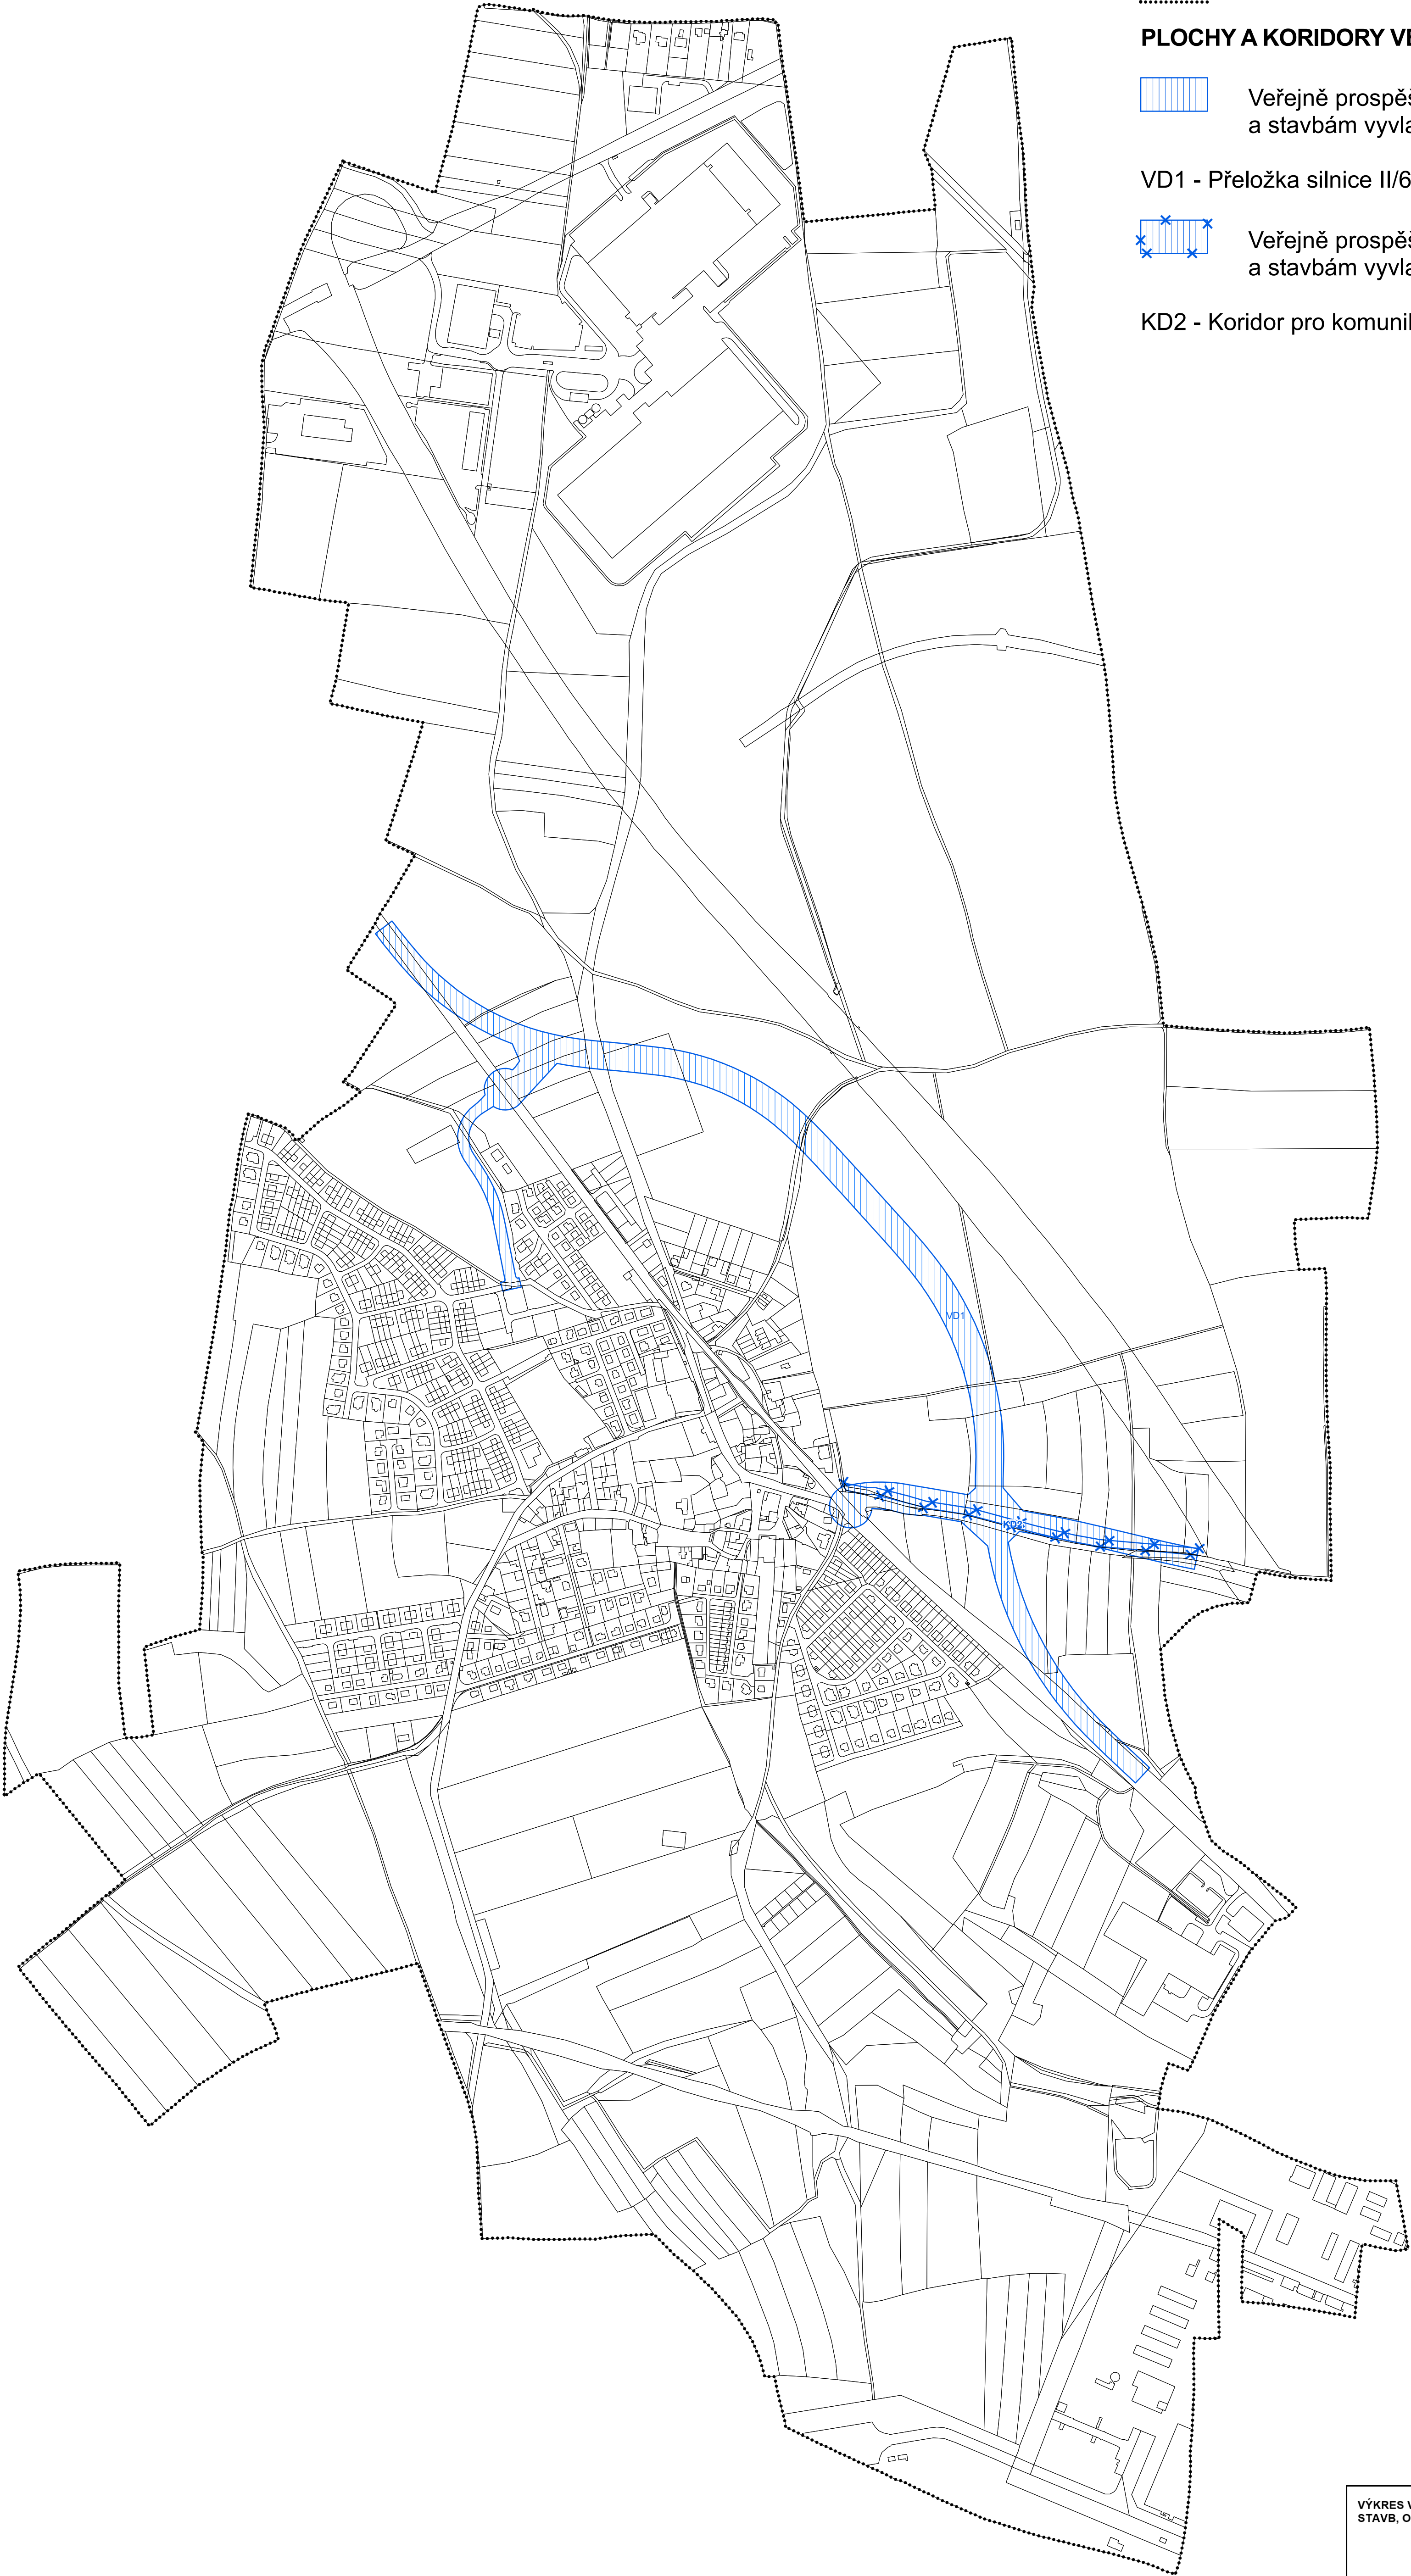 PLOCHY A KORIDORY VE
Veřejně prospěš
a stavbám vyvla
VD1 - Přeložka silnice II/6
Veřejně prospěš
a stavbám vyvla
KD2 - Koridor pro komunil
VD1
KD2
VÝKRES V
STAVB, O